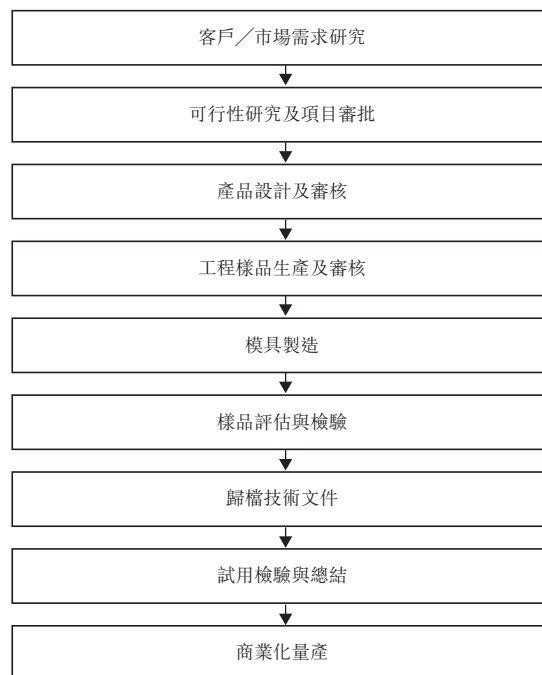 客戶／市場需求研究
可行性研究及項目審批
產品設計及審核
工程樣品生產及審核
模具製造
樣品評估與檢驗
歸檔技術文件
試用檢驗與總結
商業化量產